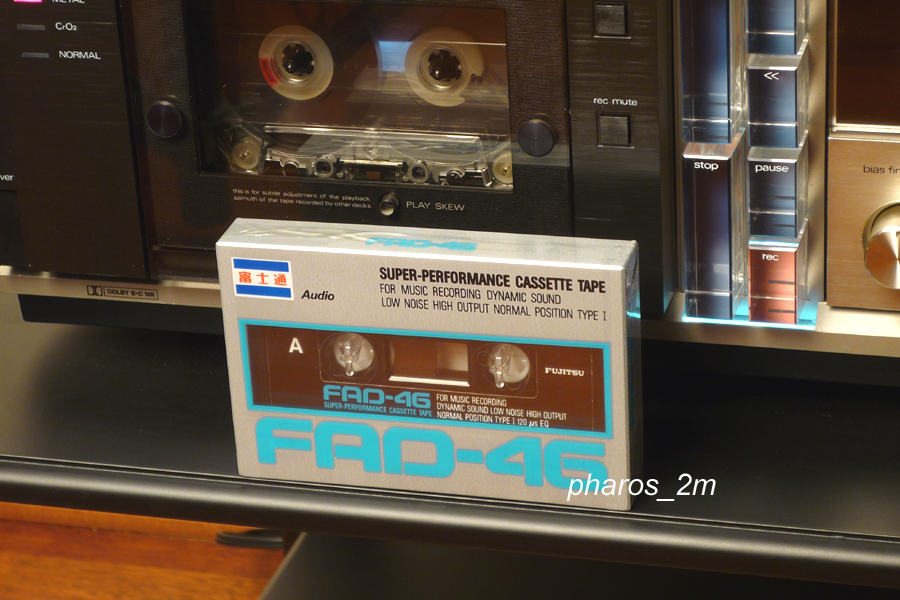 METAL
CrO2
NORMAL
rec mute
<<
stop
pause
rec
bias fin
ver
this is for subtle adjustment of the playback
azimuth of the tape recorded by other decks
PLAY SKEW
DOLBY B-C NR
FAD-46
富士通
Audio
SUPER-PERFORMANCE CASSETTE TAPE
FOR MUSIC RECORDING DYNAMIC SOUND
LOW NOISE HIGH OUTPUT NORMAL POSITION TYPE I
A
FUJITSU
FAD-46
SUPER-PERFORMANCE CASSETTE TAPE
FOR MUSIC RECORDING
DYNAMIC SOUND LOW NOISE HIGH OUTPUT
NORMAL POSITION TYPE I 120 μs EQ
FAD-46
pharos_2m